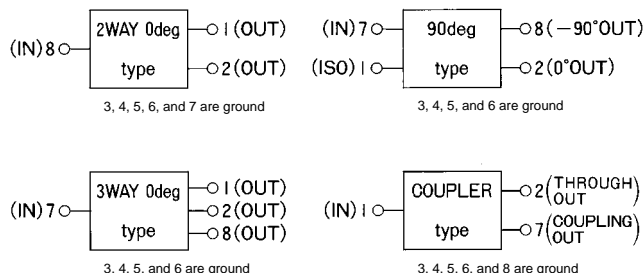 (IN) 8
2WAY 0deg
type
1 (OUT)
2 (OUT)
3, 4, 5, 6, and 7 are ground
(IN) 7
(ISO) 1
90deg
type
8 (−90°OUT)
2 (0°OUT)
3, 4, 5, and 6 are ground
(IN) 7
3WAY 0deg
type
1 (OUT)
2 (OUT)
8 (OUT)
3, 4, 5, and 6 are ground
(IN) 1
COUPLER
type
2 (THROUGH
OUT)
7 (COUPLING
OUT)
3, 4, 5, 6, and 8 are ground